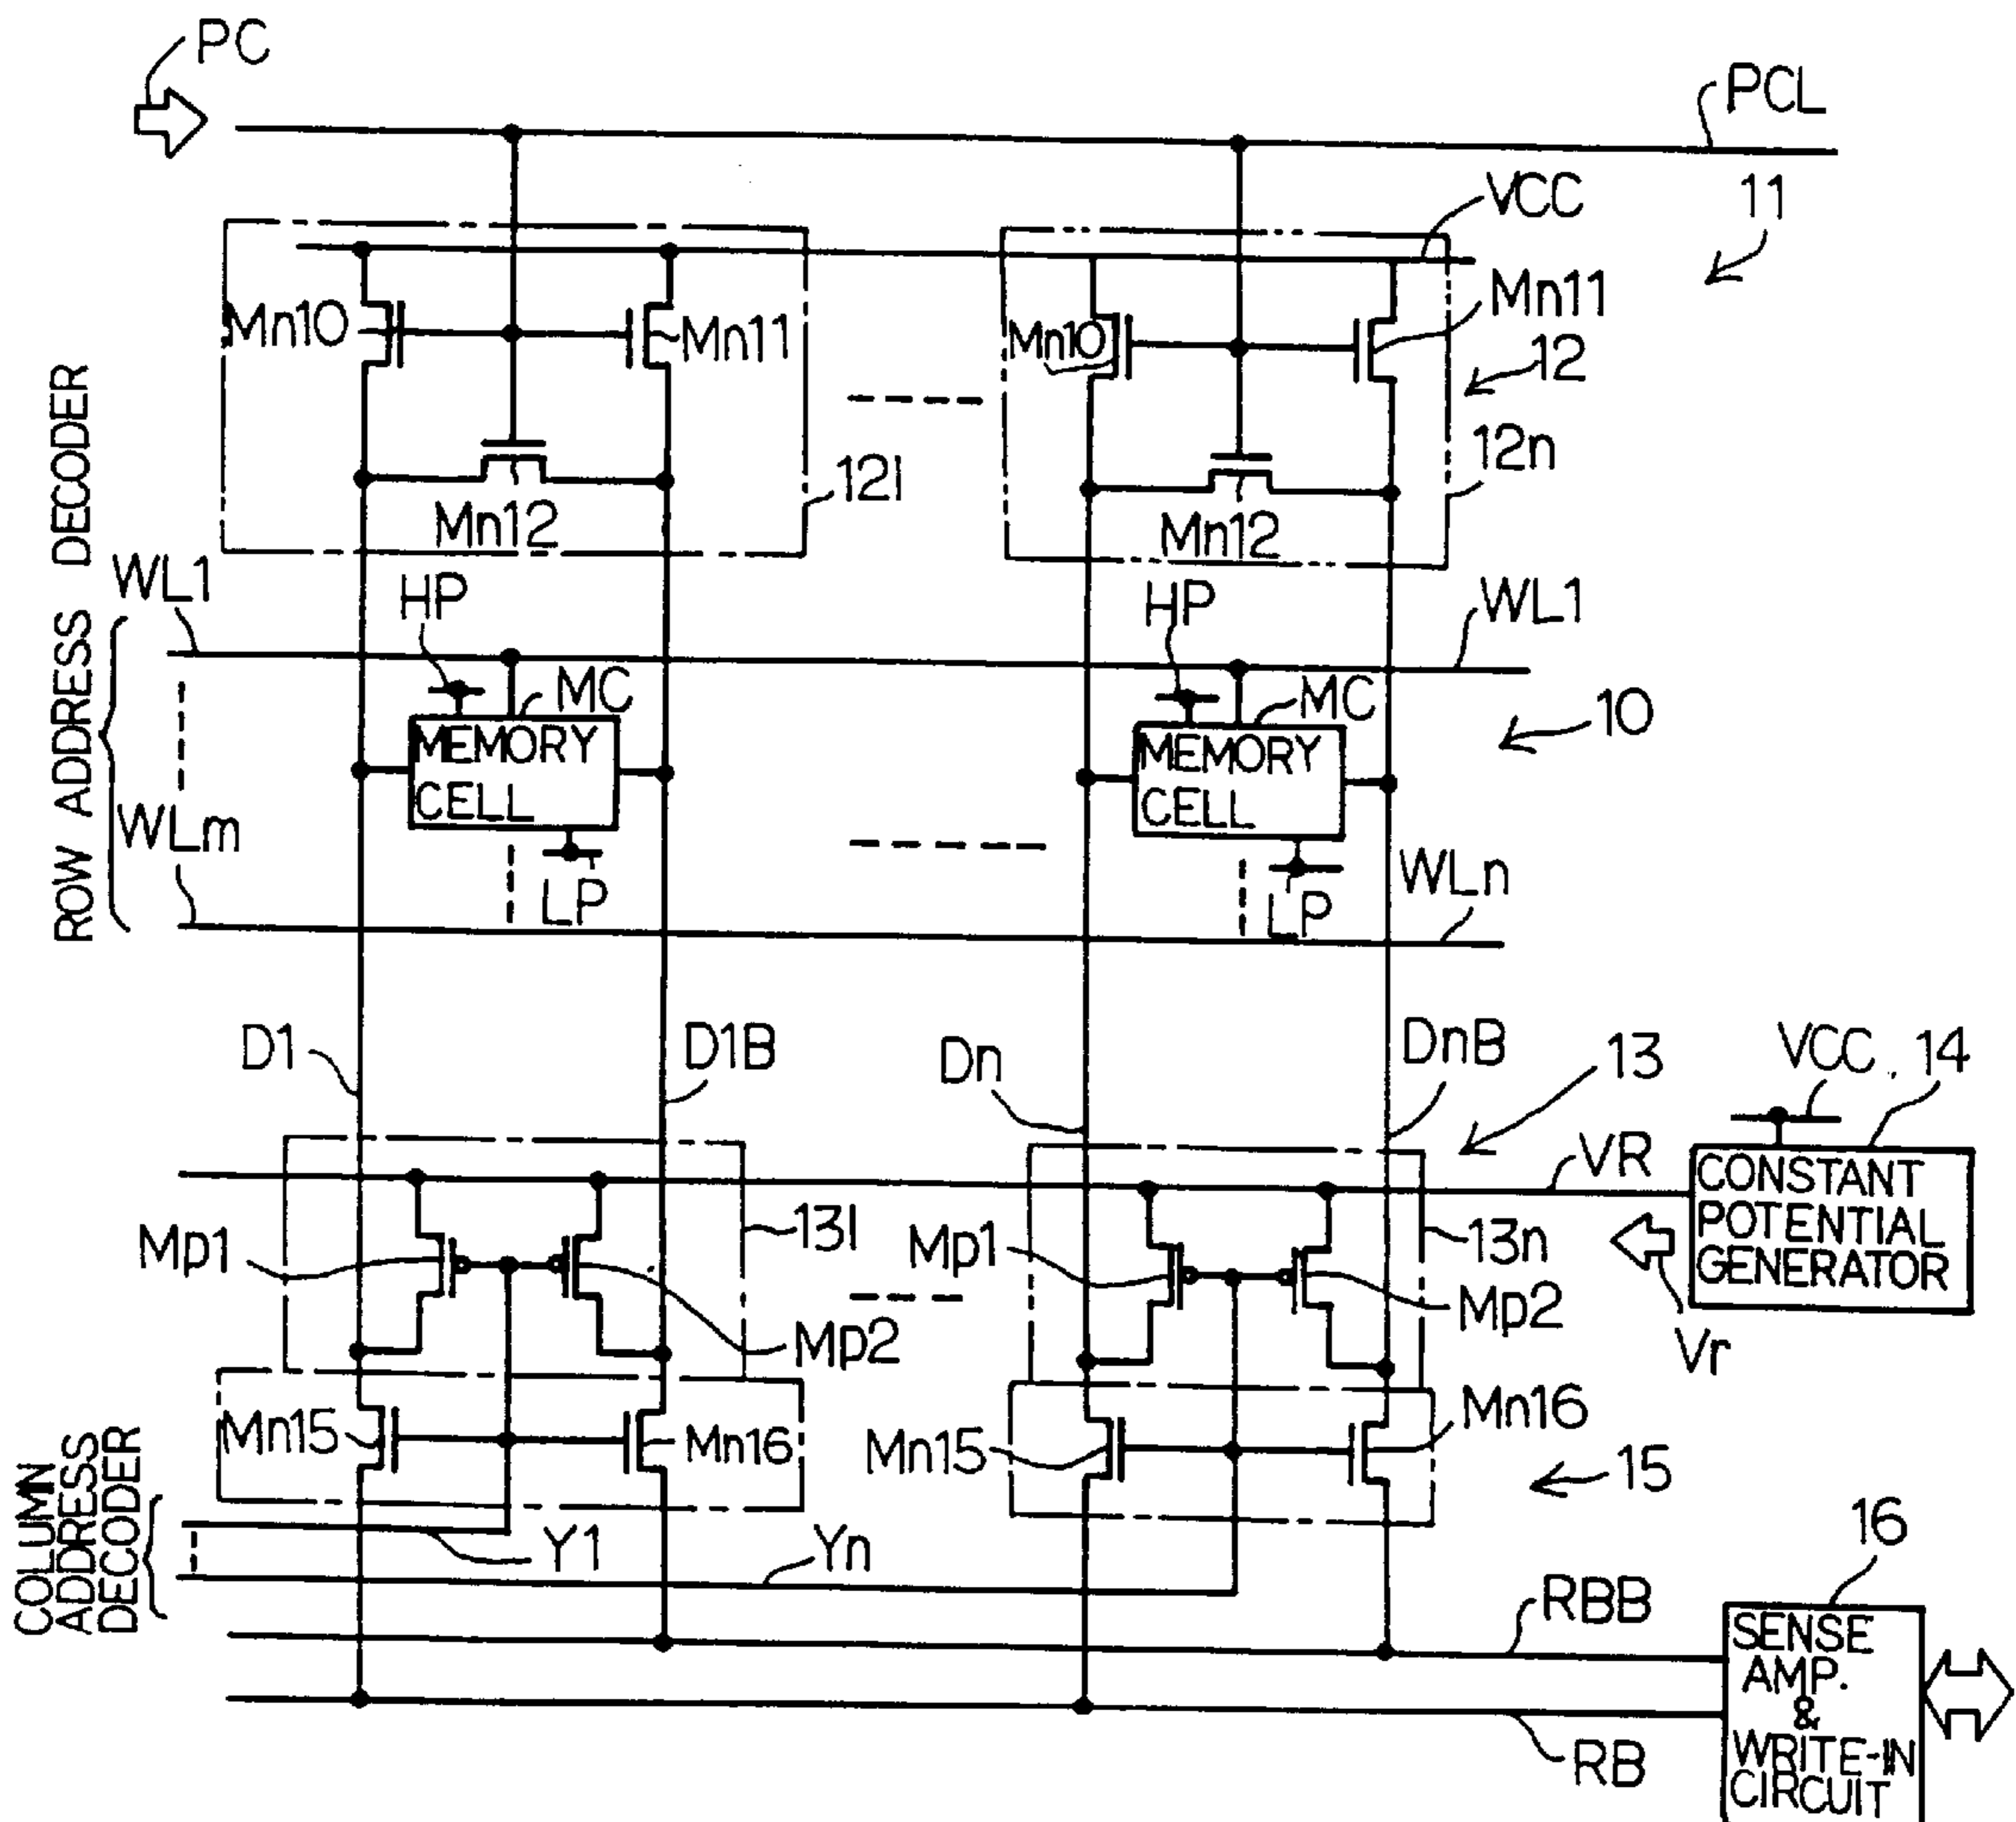 PC
PCL
VCC
11
Mn10
Mn11
Mn10
Mn11
12
12n
121
Mn12
Mn12
ROW ADDRESS DECODER
WL1
HP
HP
WL1
MC
MC
10
MEMORY
CELL
MEMORY
CELL
WLm
LP
LP
WLn
D1
D1B
Dn
DnB
13
VCC
14
VR
CONSTANT
POTENTIAL
GENERATOR
Mp1
131
Mp1
13n
Mp2
Mp2
Vr
Mn15
Mn16
Mn15
Mn16
15
COLUMN
ADDRESS
DECODER
Y1
Yn
16
RBB
SENSE
AMP.
&
WRITE-IN
CIRCUIT
RB